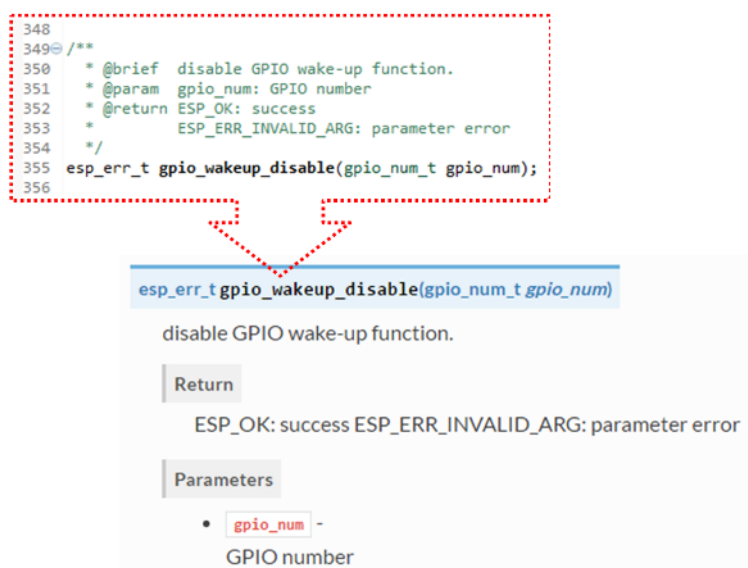 348
349 /**
350 * @brief disable GPIO wake-up function.
351 * @param gpio_num: GPIO number
352 * @return ESP_OK: success
353 * ESP_ERR_INVALID_ARG: parameter error
354 */
355 esp_err_t gpio_wakeup_disable(gpio_num_t gpio_num);
356
esp_err_t gpio_wakeup_disable(gpio_num_t gpio_num)
disable GPIO wake-up function.
Return
ESP_OK: success ESP_ERR_INVALID_ARG: parameter error
Parameters
• gpio_num -
GPIO number